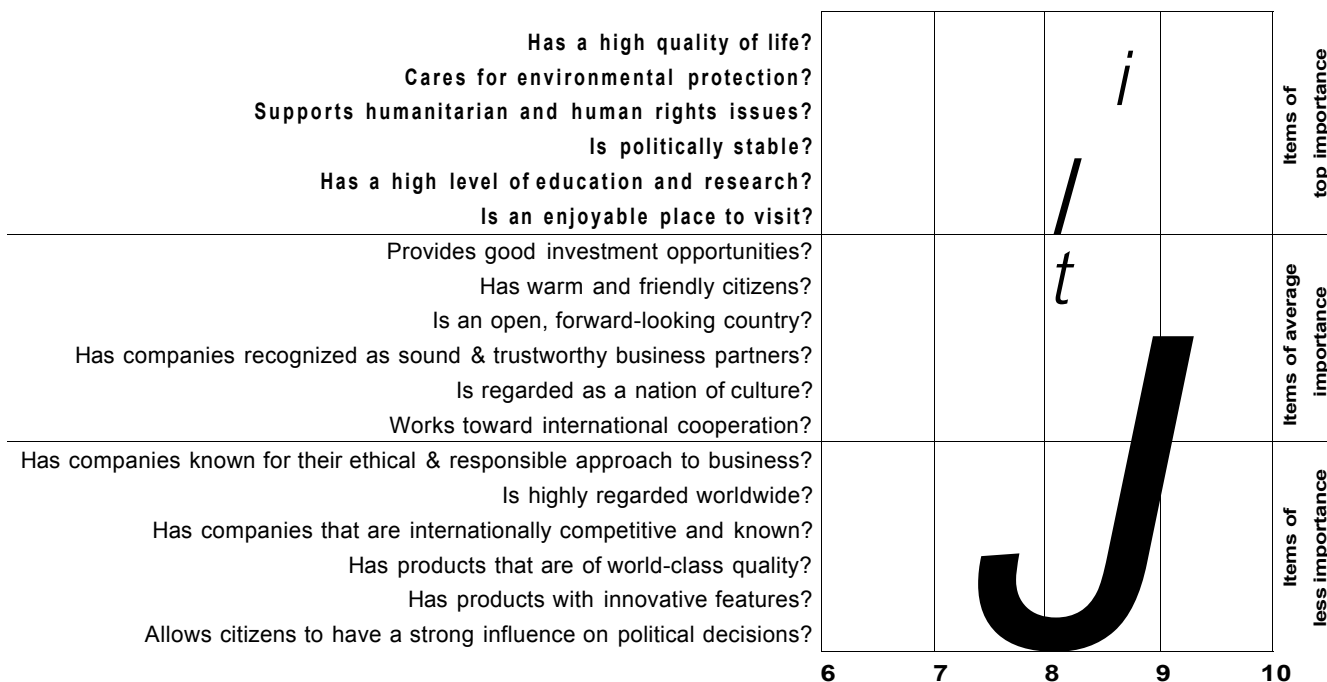 Has a high quality of life?
Cares for environmental protection?
Supports humanitarian and human rights issues?
Is politically stable?
Has a high level of education and research?
Is an enjoyable place to visit?
Provides good investment opportunities?
Has warm and friendly citizens?
Is an open, forward-looking country?
Has companies recognized as sound & trustworthy business partners?
Is regarded as a nation of culture?
Works toward international cooperation?
Has companies known for their ethical & responsible approach to business?
Is highly regarded worldwide?
Has companies that are internationally competitive and known?
Has products that are of world-class quality?
Has products with innovative features?
Allows citizens to have a strong influence on political decisions?
i
l
t
J
6 7 8 9 10
Items of
top importance
Items of average
importance
Items of
less importance